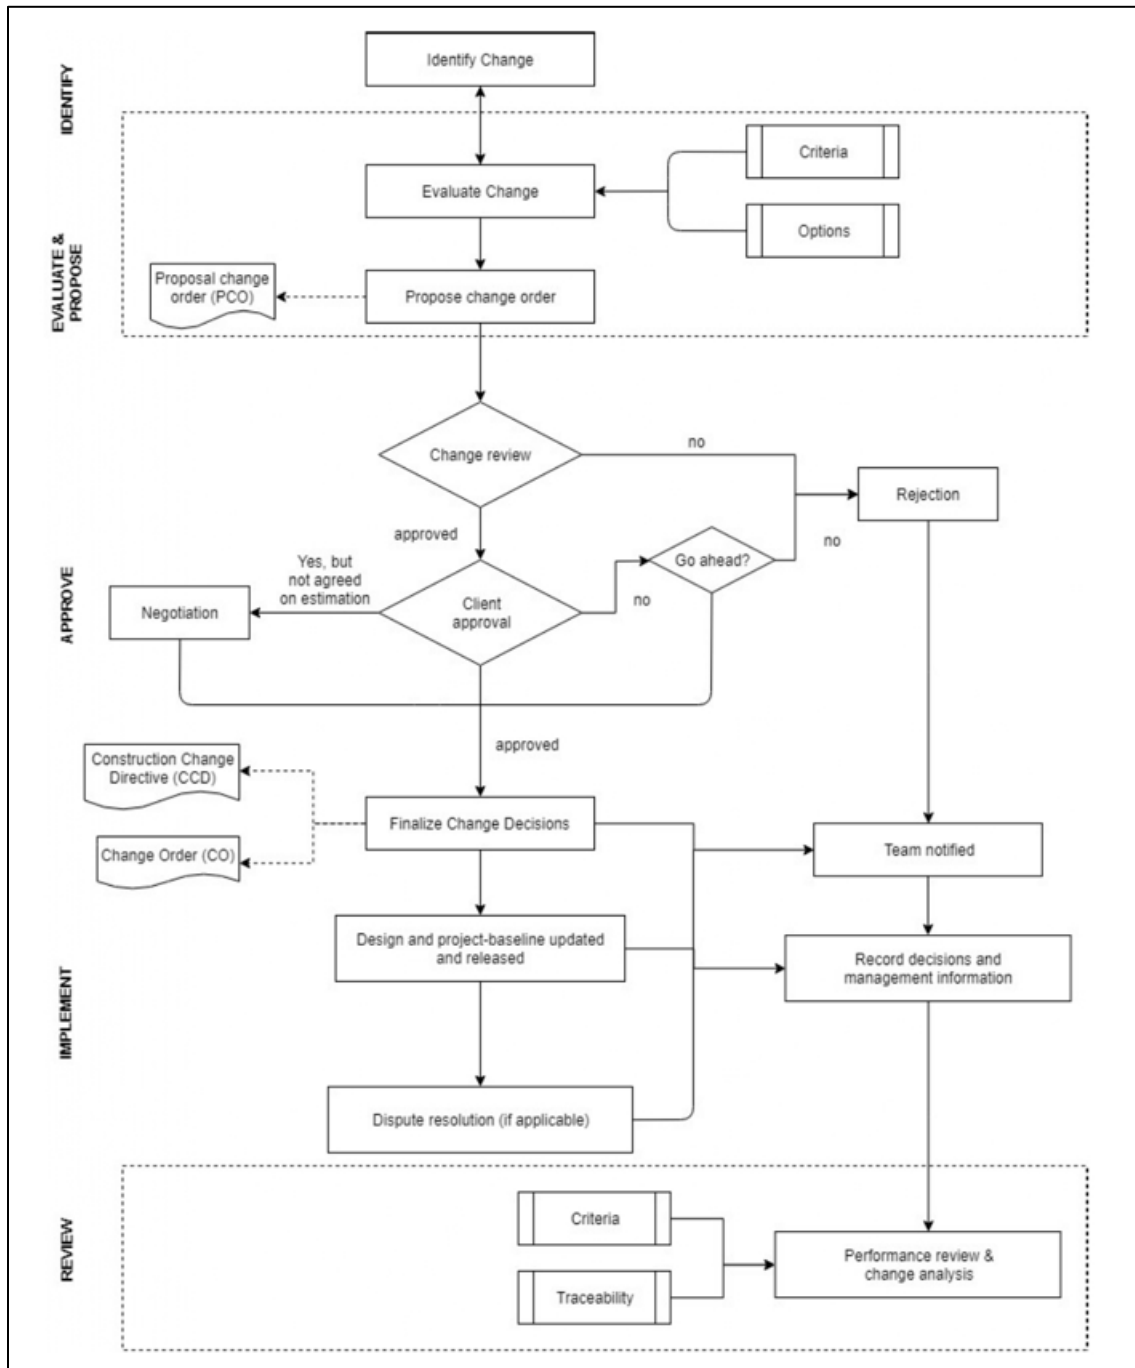 IDENTIFY
Identify Change
EVALUATE &
PROPOSE
Evaluate Change
Criteria
Options
Proposal change
order (PCO)
Propose change order
APPROVE
Change review
no
Rejection
approved
Go ahead?
no
Yes, but
not agreed
on estimation
Client
approval
no
Negotiation
approved
IMPLEMENT
Construction Change
Directive (CCD)
Finalize Change Decisions
Change Order (CO)
Team notified
Design and project-baseline updated
and released
Record decisions and
management information
Dispute resolution (if applicable)
REVIEW
Criteria
Traceability
Performance review &
change analysis